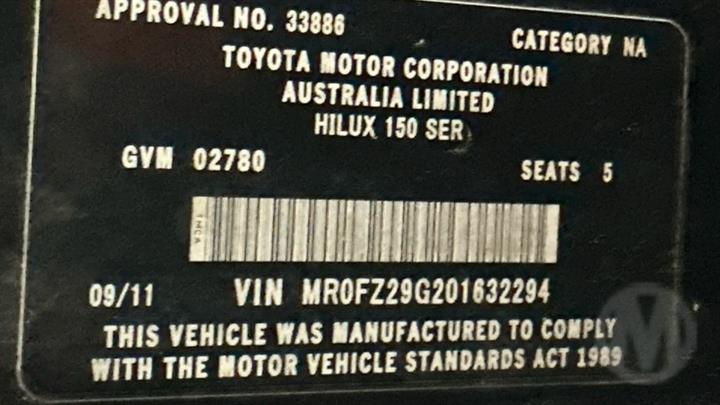 APPROVAL NO. 33886
CATEGORY NA
TOYOTA MOTOR CORPORATION
AUSTRALIA LIMITED
HILUX 150 SER
GVM 02780
SEATS 5
09/11 VIN MR0FZ29G201632294
THIS VEHICLE WAS MANUFACTURED TO COMPLY
WITH THE MOTOR VEHICLE STANDARDS ACT 1989
M